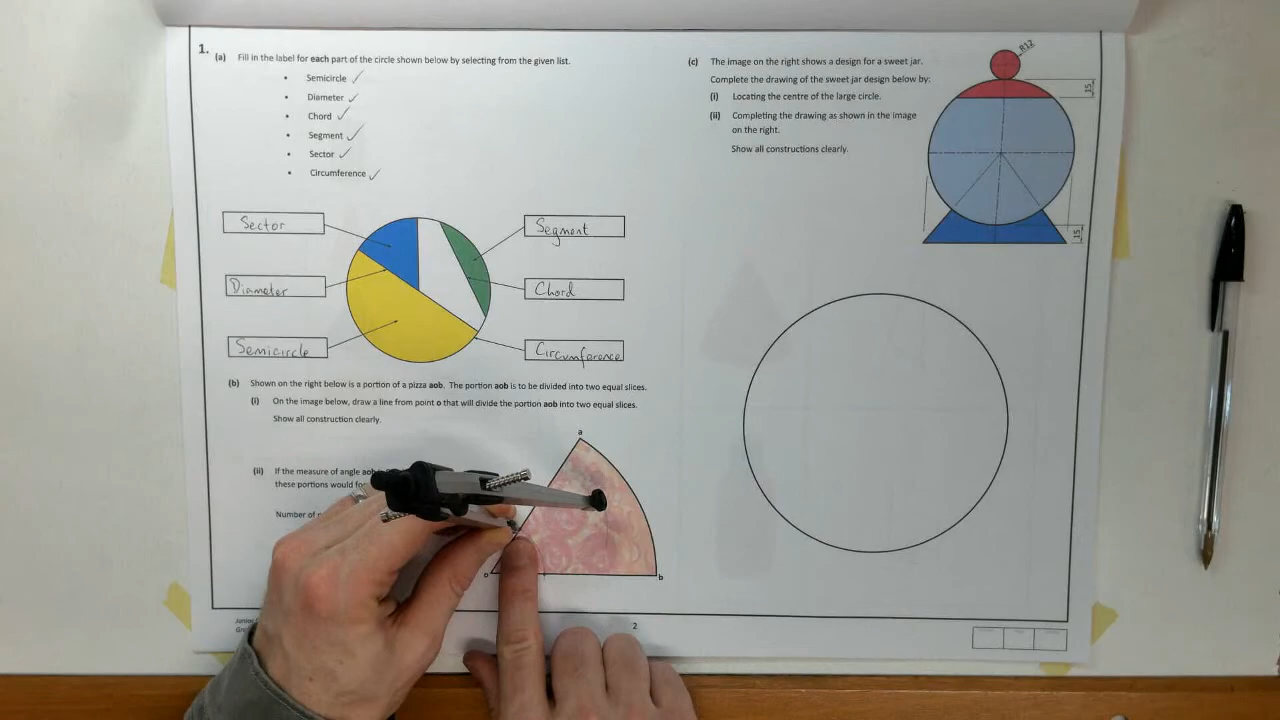 1.
(a) Fill in the label for each part of the circle shown below by selecting from the given list.
• Semicircle ✓
• Diameter ✓
• Chord ✓
• Segment ✓
• Sector ✓
• Circumference ✓
Sector
Segment
Diameter
Chord
Semicircle
Circumference
(b) Shown on the right below is a portion of a pizza aob. The portion aob is to be divided into two equal slices.
(i) On the image below, draw a line from point o that will divide the portion aob into two equal slices.
Show all construction clearly.
a
(ii) If the measure of angle aob
these portions would
Number of
o
b
2
(c) The image on the right shows a design for a sweet jar.
Complete the drawing of the sweet jar design below by:
(i) Locating the centre of the large circle.
(ii) Completing the drawing as shown in the image
on the right.
Show all constructions clearly.
R12
15
15